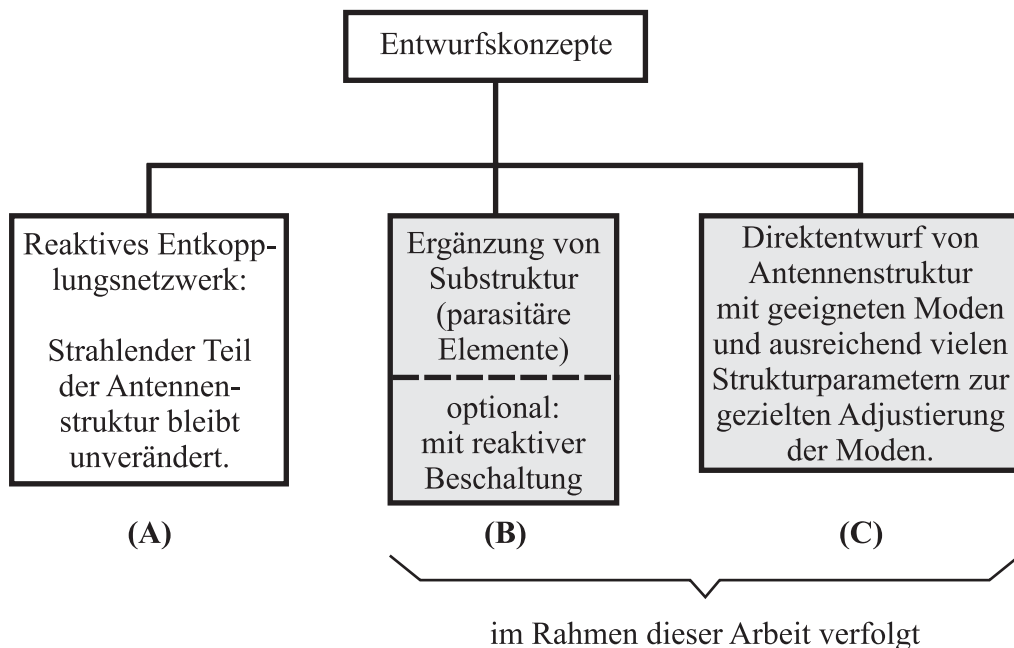 Entwurfskonzepte
Reaktives Entkopp-
lungsnetzwerk:
Strahlender Teil
der Antennen-
struktur bleibt
unverändert.
(A)
Ergänzung von
Substruktur
(parasitäre
Elemente)
optional:
mit reaktiver
Beschaltung
(B)
Direktentwurf von
Antennenstruktur
mit geeigneten Moden
und ausreichend vielen
Strukturparametern zur
gezielten Adjustierung
der Moden.
(C)
im Rahmen dieser Arbeit verfolgt